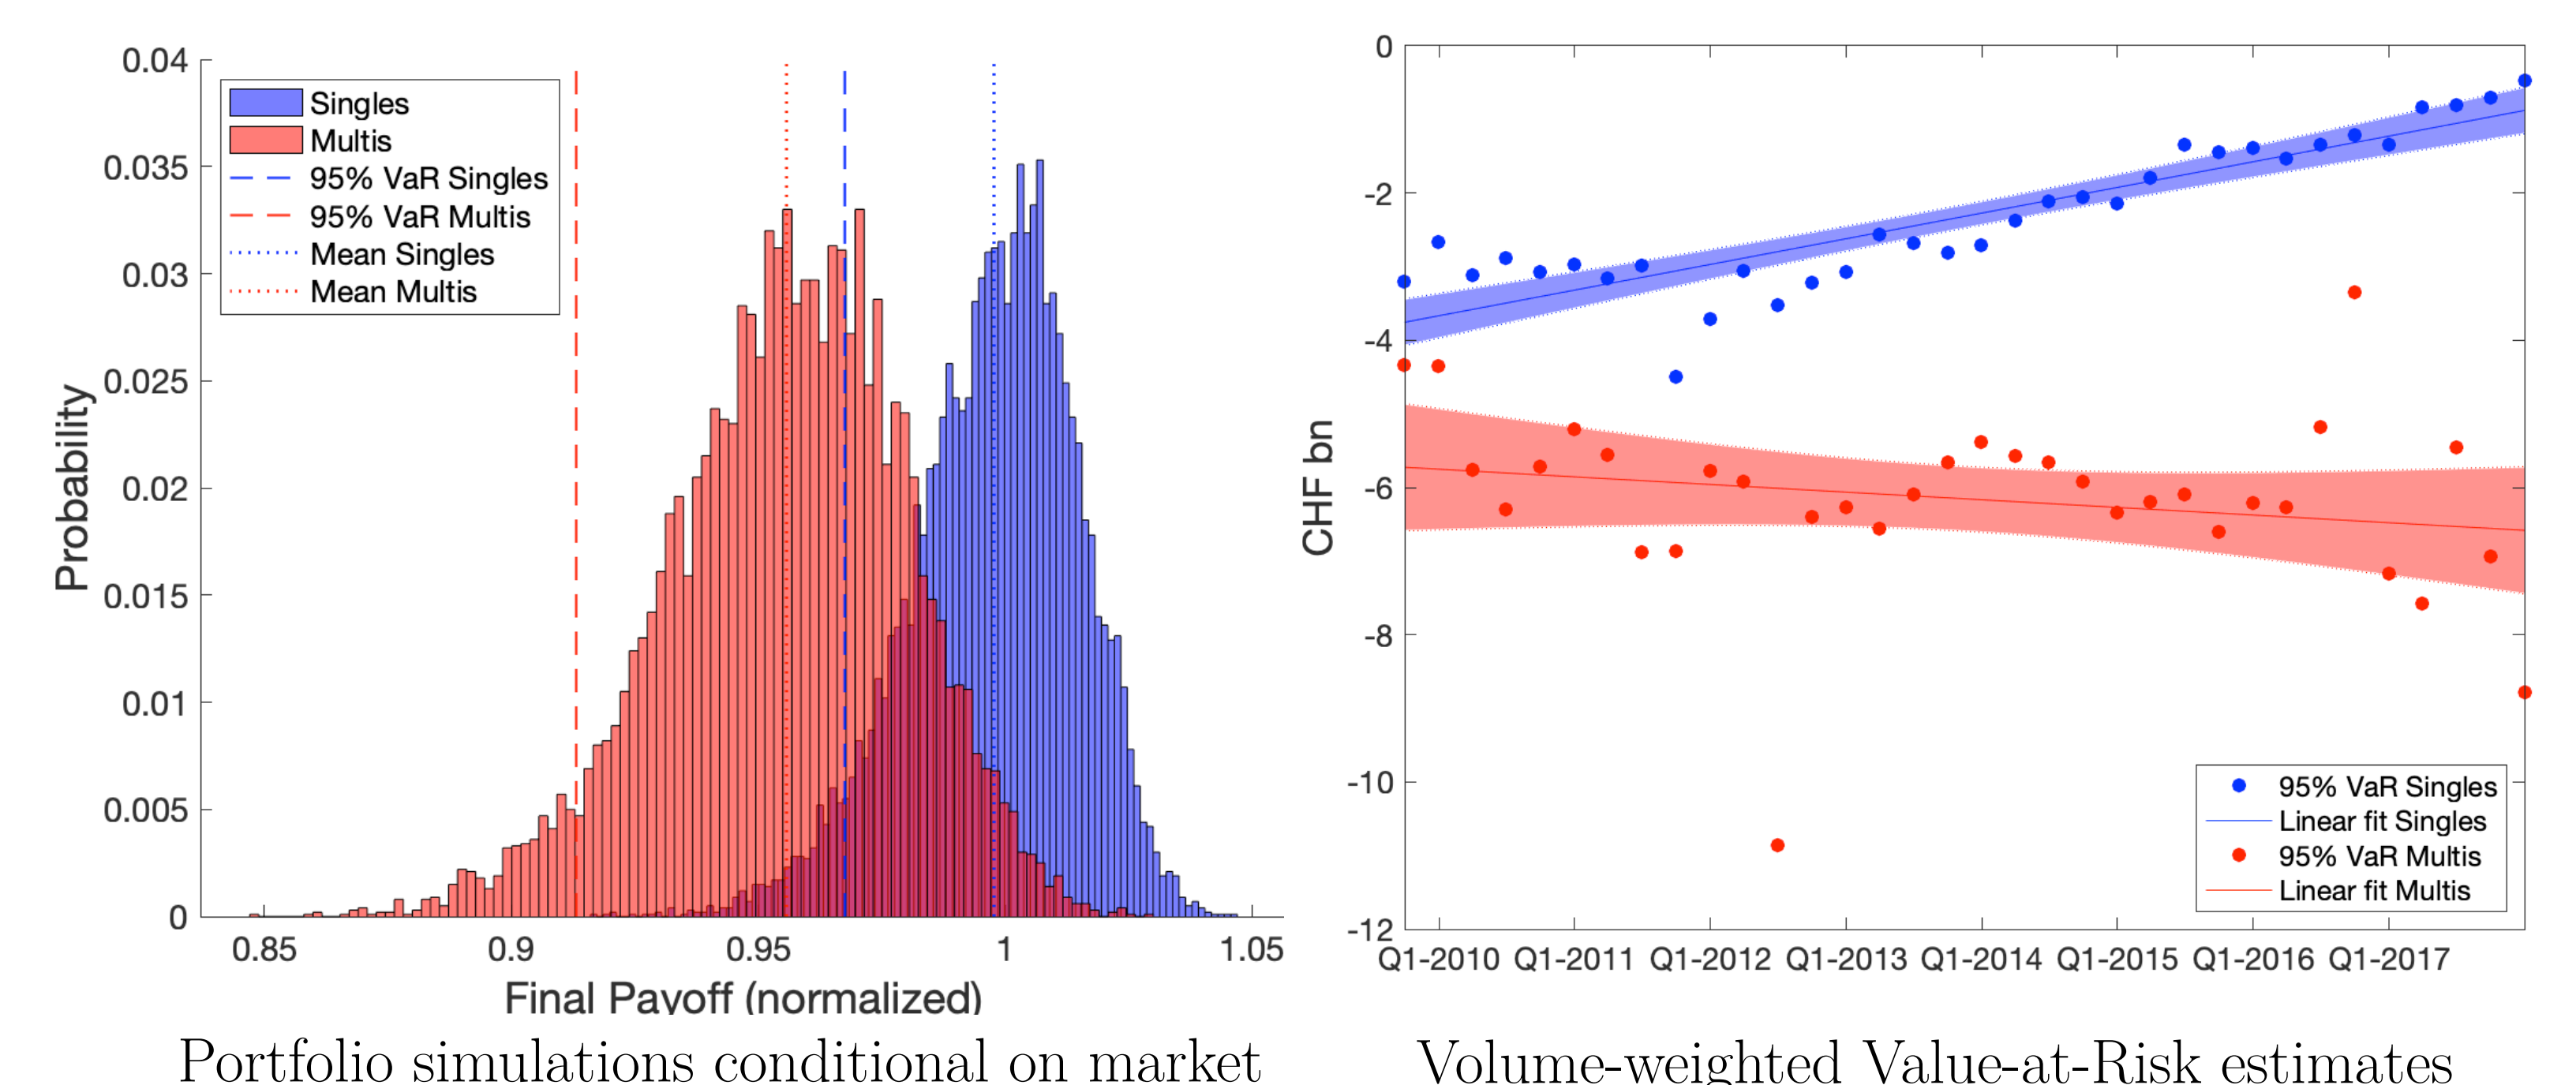 0.04
0.035
0.03
0.025
0.02
0.015
0.01
0.005
0
Probability
Singles
Multis
95% VaR Singles
95% VaR Multis
Mean Singles
Mean Multis
0.85 0.9 0.95 1 1.05
Final Payoff (normalized)
Portfolio simulations conditional on market
0
-2
-4
-6
-8
-10
-12
CHF bn
95% VaR Singles
Linear fit Singles
95% VaR Multis
Linear fit Multis
Q1-2010 Q1-2011 Q1-2012 Q1-2013 Q1-2014 Q1-2015 Q1-2016 Q1-2017
Volume-weighted Value-at-Risk estimates